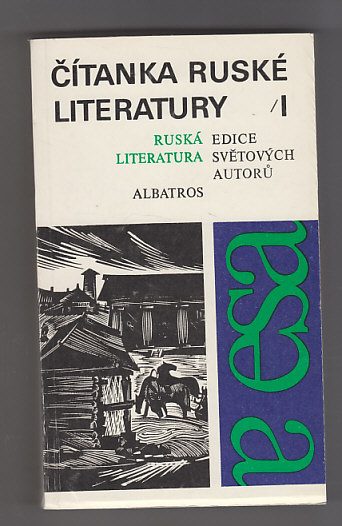 ČÍTANKA RUSKÉ
LITERATURY /I
RUSKÁ EDICE
LITERATURA SVĚTOVÝCH
AUTORŮ
ALBATROS
esa